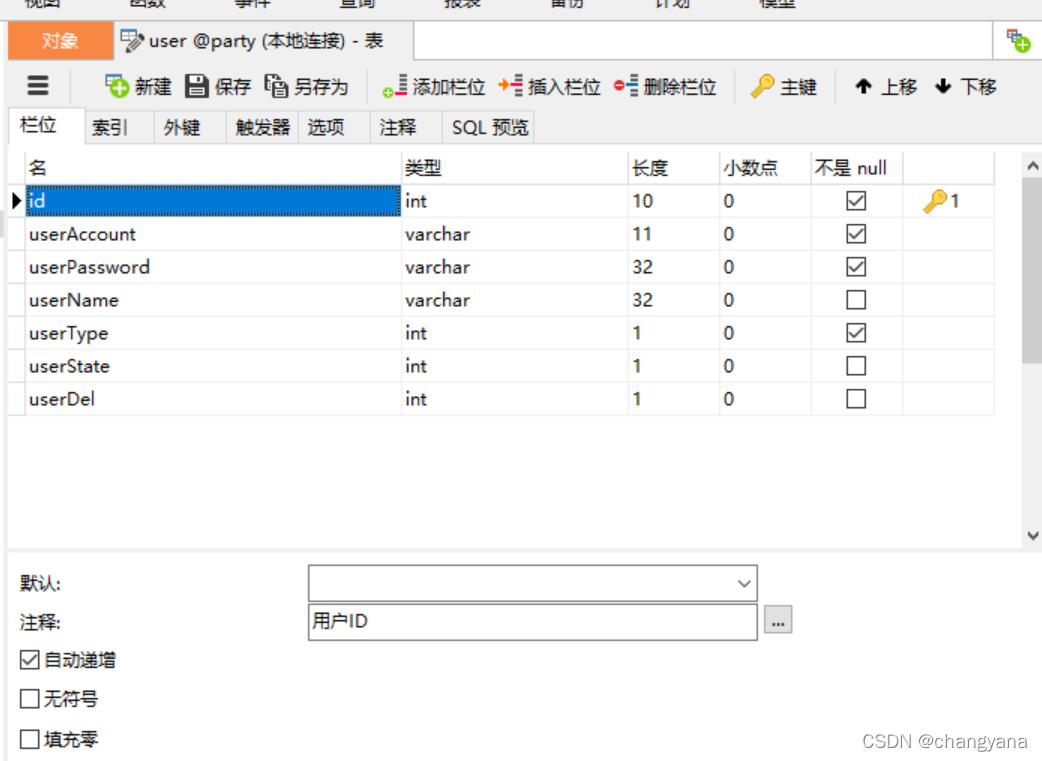 视图 函数 事件 查询 报表 备份 计划 模型
对象 user @party (本地连接) - 表
新建 保存 另存为 添加栏位 插入栏位 删除栏位 主键 上移 下移
栏位 索引 外键 触发器 选项 注释 SQL 预览
名 类型 长度 小数点 不是 null
id int 10 0 1
userAccount varchar 11 0
userPassword varchar 32 0
userName varchar 32 0
userType int 1 0
userState int 1 0
userDel int 1 0
默认:
注释: 用户ID ...
自动递增
无符号
填充零
CSDN @changyana